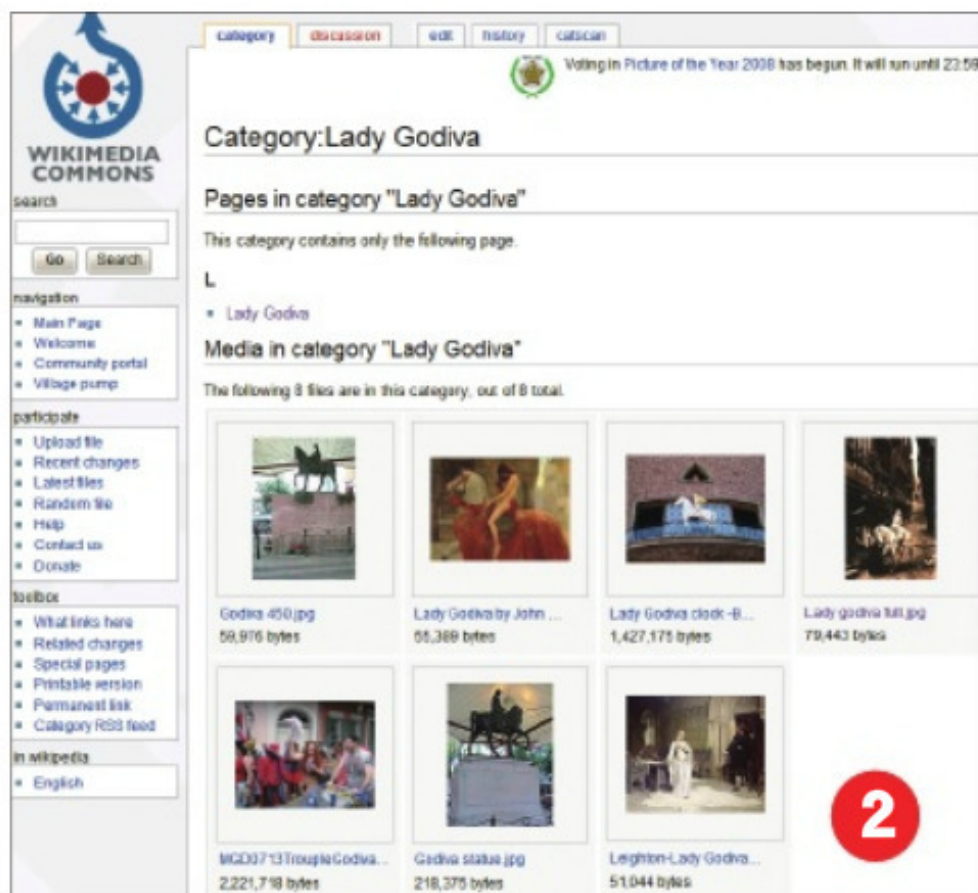 category discussion edit history catscan
Voting in Picture of the Year 2008 has begun. It will run until 23:59
WIKIMEDIA
COMMONS
Category:Lady Godiva
Pages in category "Lady Godiva"
This category contains only the following page.
L
Lady Godiva
Media in category "Lady Godiva"
The following 8 files are in this category, out of 8 total.
search
Go Search
navigation
Main Page
Welcome
Community portal
Village pump
participate
Upload file
Recent changes
Latest files
Random file
Help
Contact us
Donate
toolbox
What links here
Related changes
Special pages
Printable version
Permanent link
Category RSS feed
in wikipedia
English
Godiva 450.jpg
59,976 bytes
Lady Godiva by John ...
55,389 bytes
Lady Godiva clock -B...
1,427,175 bytes
Lady godiva full.jpg
79,443 bytes
MGD0713TroupleGodiva...
2,221,718 bytes
Godiva statue.jpg
218,375 bytes
Leighton-Lady Godiva...
51,044 bytes
2